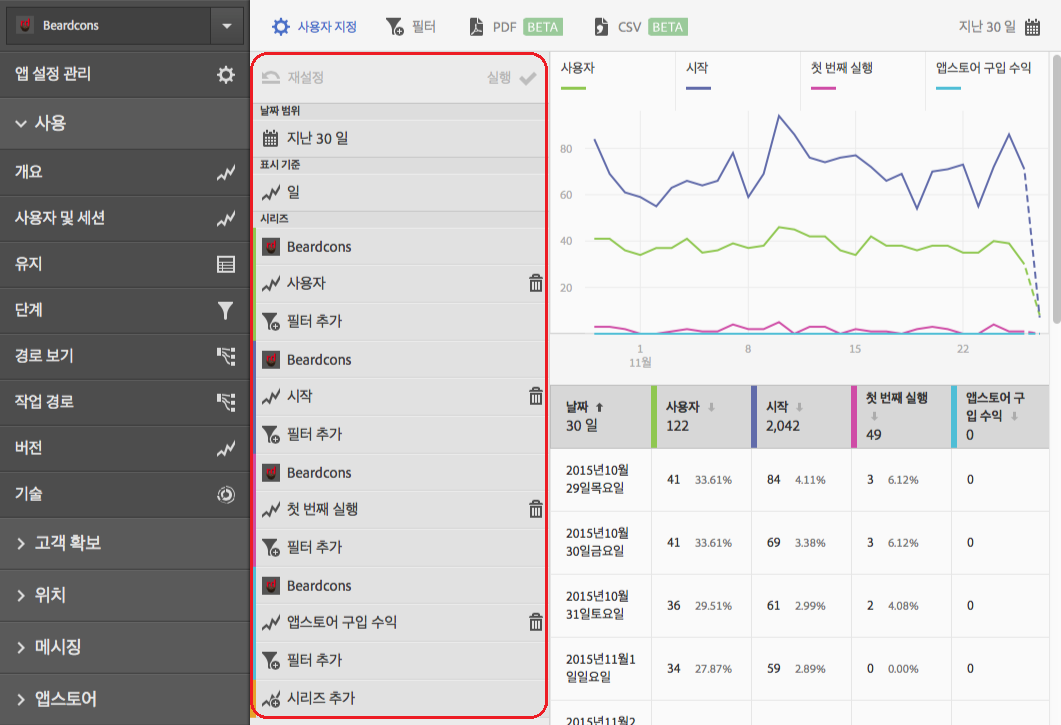 Beardcons
사용자 지정
필터
PDF BETA
CSV BETA
지난 30 일
앱 설정 관리
사용
개요
사용자 및 세션
유지
단계
경로 보기
작업 경로
버전
기술
고객 확보
위치
메시징
앱스토어
재설정
실행
날짜 범위
지난 30 일
표시 기준
일
시리즈
Beardcons
사용자
필터 추가
Beardcons
시작
필터 추가
Beardcons
첫 번째 실행
필터 추가
Beardcons
앱스토어 구입 수익
필터 추가
시리즈 추가
사용자
시작
첫 번째 실행
앱스토어 구입 수익
80
60
40
20
1
8
15
22
11월
날짜
30 일
사용자
122
시작
2,042
첫 번째 실행
49
앱스토어 구
입 수익
0
2015년10월
29일목요일
41 33.61%
84 4.11%
3 6.12%
0
2015년10월
30일금요일
41 33.61%
69 3.38%
3 6.12%
0
2015년10월
31일토요일
36 29.51%
61 2.99%
2 4.08%
0
2015년11월1
일일요일
34 27.87%
59 2.89%
0 0.00%
0
2015년11월2